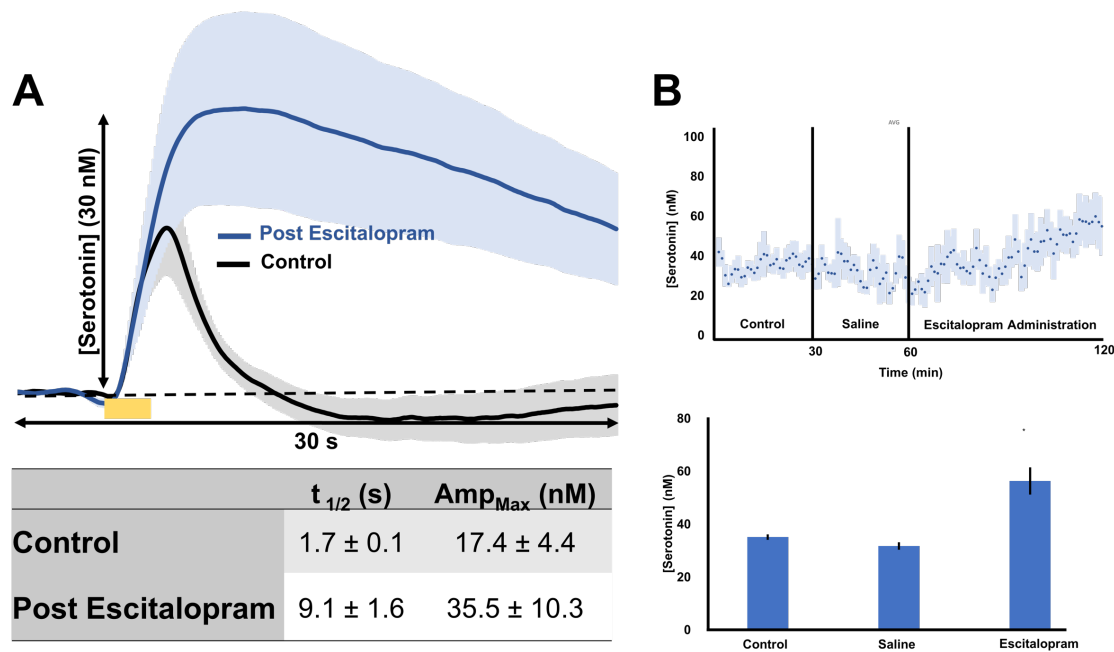 A
[Serotonin] (30 nM)
Post Escitalopram
Control
30 s
t 1/2 (s) AmpMax (nM)
Control 1.7 ± 0.1 17.4 ± 4.4
Post Escitalopram 9.1 ± 1.6 35.5 ± 10.3
B
AVG
[Serotonin] (nM)
100
80
60
40
20
0
Control Saline Escitalopram Administration
30 60 120
Time (min)
[Serotonin] (nM)
80
60
40
20
0
*
Control Saline Escitalopram